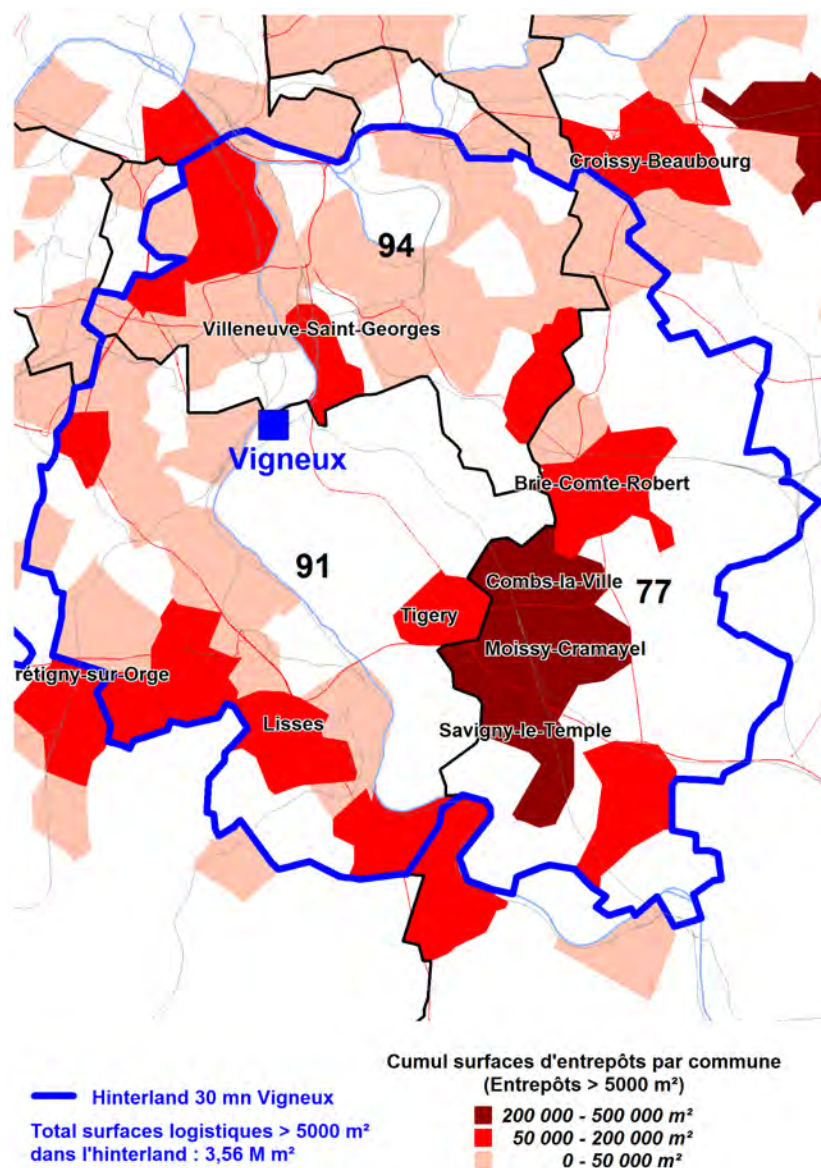 Croissy-Beaubourg
94
Villeneuve-Saint-Georges
Vigneux
Brie-Comte-Robert
91
Combs-la-Ville
77
Tigery
Moissy-Cramayel
rétigny-sur-Orge
Lisses
Savigny-le-Temple
Cumul surfaces d'entrepôts par commune
(Entrepôts > 5000 m²)
Hinterland 30 mn Vigneux
200 000 - 500 000 m²
Total surfaces logistiques > 5000 m²
50 000 - 200 000 m²
dans l'hinterland : 3,56 M m²
0 - 50 000 m²